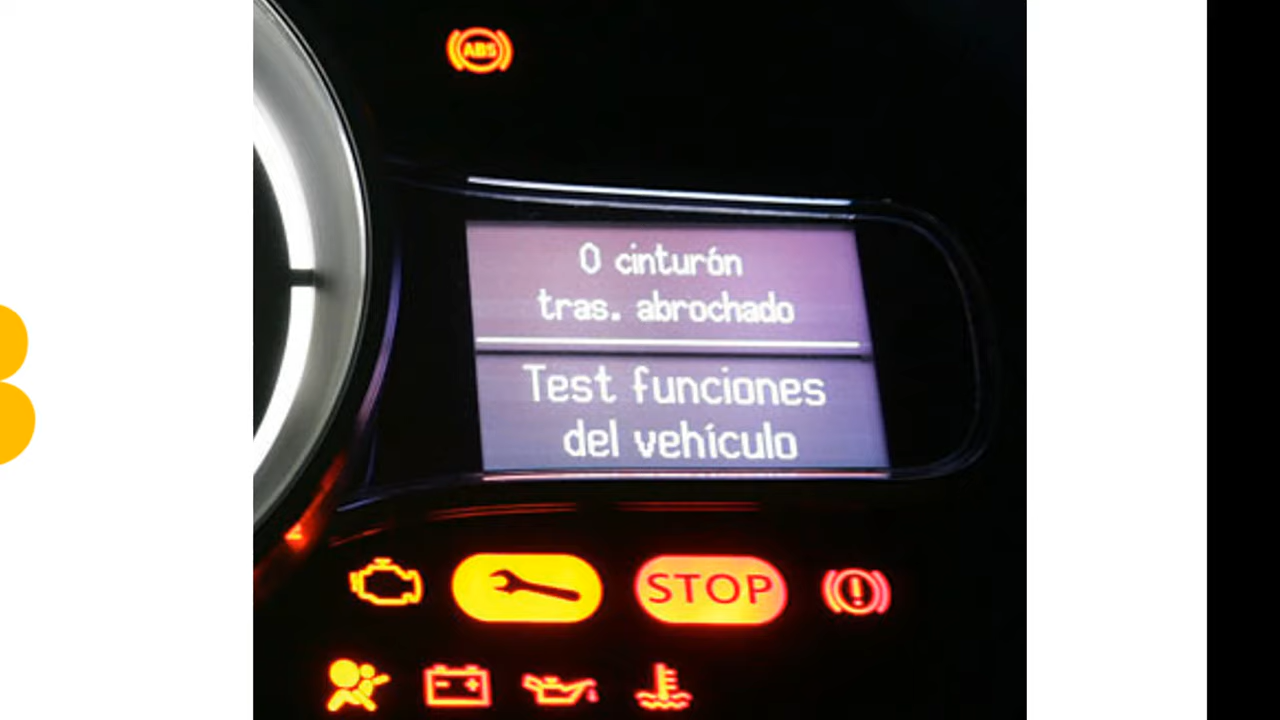 ABS
0 cinturón
tras. abrochado
Test funciones
del vehículo
STOP